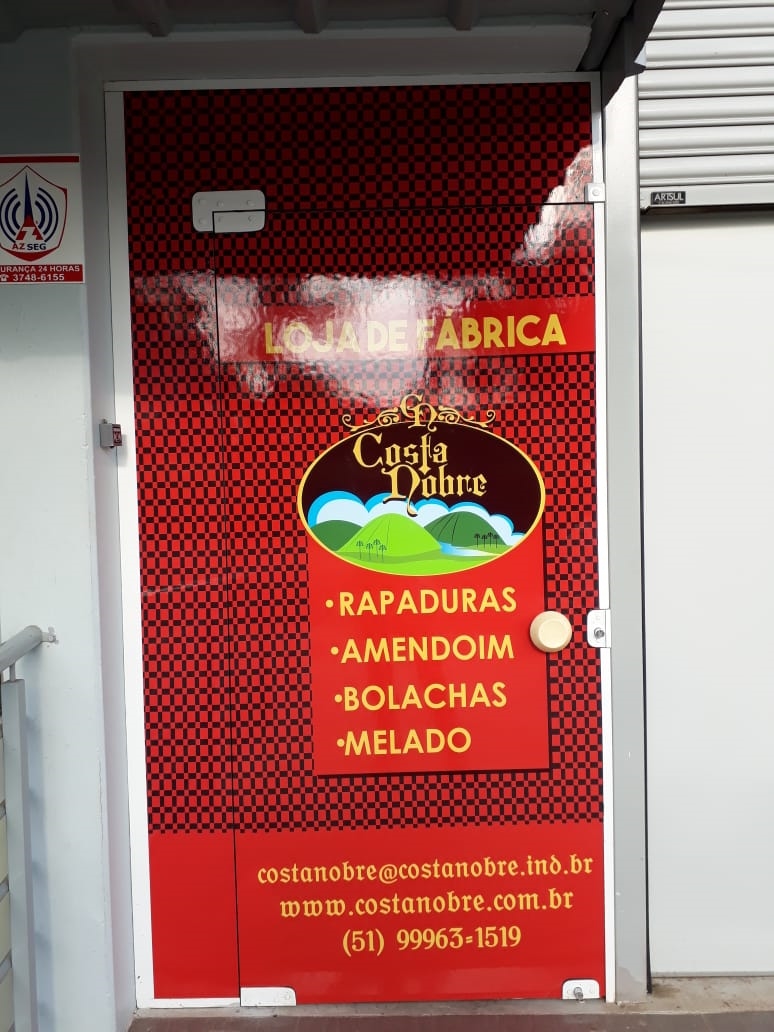 AZ SEG
URANÇA 24 HORAS
☎ 3748-6155
ARTSUL
LOJA DE FÁBRICA
CN
Costa
Nobre
•RAPADURAS
•AMENDOIM
•BOLACHAS
•MELADO
costanobre@costanobre.ind.br
www.costanobre.com.br
(51) 99963-1519